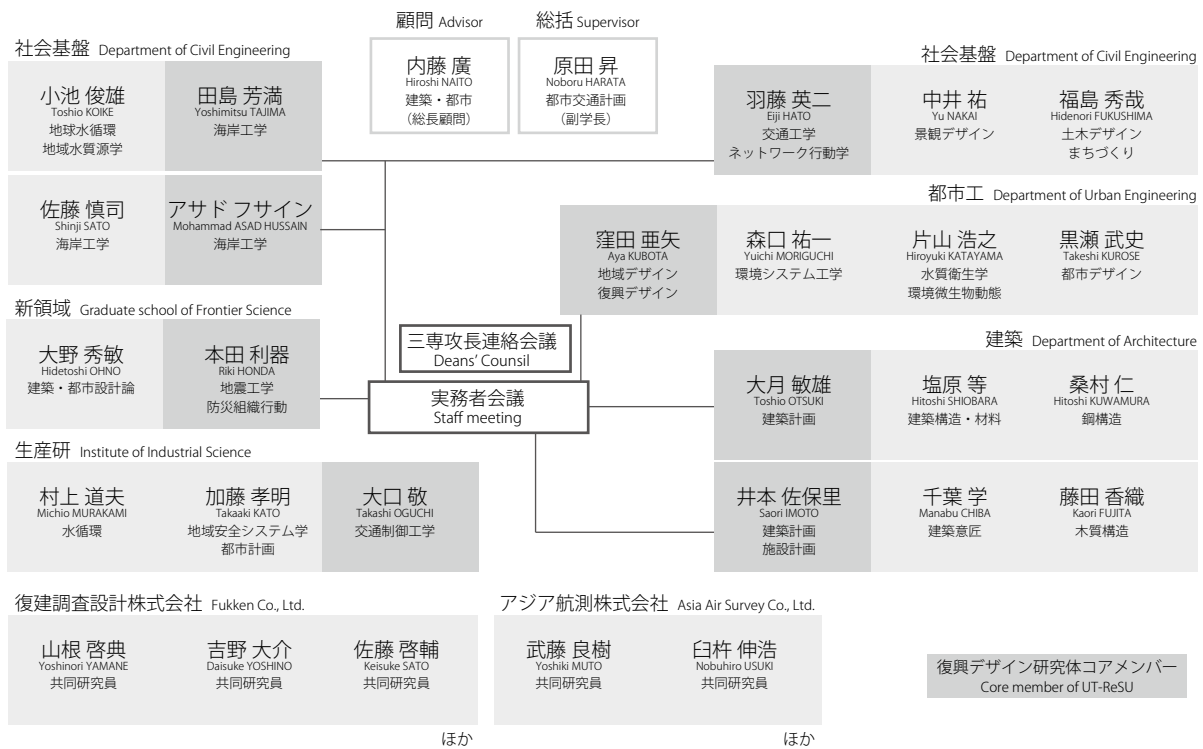 顧問 Advisor
内藤 廣
Hiroshi NAITO
建築・都市
（総長顧問）
総括 Supervisor
原田 昇
Noboru HARATA
都市交通計画
（副学長）
社会基盤 Department of Civil Engineering
小池 俊雄
Toshio KOIKE
地球水循環
地域水質源学
田島 芳満
Yoshimitsu TAJIMA
海岸工学
佐藤 慎司
Shinji SATO
海岸工学
アサド フサイン
Mohammad ASAD HUSSAIN
海岸工学
新領域 Graduate school of Frontier Science
大野 秀敏
Hidetoshi OHNO
建築・都市設計論
本田 利器
Riki HONDA
地震工学
防災組織行動
生産研 Institute of Industrial Science
村上 道夫
Michio MURAKAMI
水循環
加藤 孝明
Takaaki KATO
地域安全システム学
都市計画
大口 敬
Takashi OGUCHI
交通制御工学
三専攻長連絡会議
Deans’ Counsil
実務者会議
Staff meeting
社会基盤 Department of Civil Engineering
羽藤 英二
Eiji HATO
交通工学
ネットワーク行動学
中井 祐
Yu NAKAI
景観デザイン
福島 秀哉
Hidenori FUKUSHIMA
土木デザイン
まちづくり
都市工 Department of Urban Engineering
窪田 亜矢
Aya KUBOTA
地域デザイン
復興デザイン
森口 祐一
Yuichi MORIGUCHI
環境システム工学
片山 浩之
Hiroyuki KATAYAMA
水質衛生学
環境微生物動態
黒瀬 武史
Takeshi KUROSE
都市デザイン
建築 Department of Architecture
大月 敏雄
Toshio OTSUKI
建築計画
塩原 等
Hitoshi SHIOBARA
建築構造・材料
桑村 仁
Hitoshi KUWAMURA
鋼構造
井本 佐保里
Saori IMOTO
建築計画
施設計画
千葉 学
Manabu CHIBA
建築意匠
藤田 香織
Kaori FUJITA
木質構造
復建調査設計株式会社 Fukken Co., Ltd.
山根 啓典
Yoshinori YAMANE
共同研究員
吉野 大介
Daisuke YOSHINO
共同研究員
佐藤 啓輔
Keisuke SATO
共同研究員
ほか
アジア航測株式会社 Asia Air Survey Co., Ltd.
武藤 良樹
Yoshiki MUTO
共同研究員
臼杵 伸浩
Nobuhiro USUKI
共同研究員
ほか
復興デザイン研究体コアメンバー
Core member of UT-ReSU